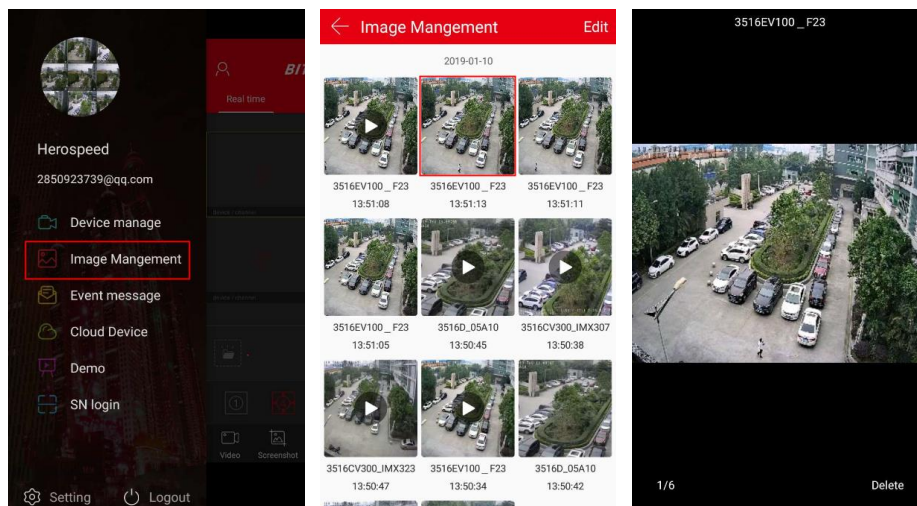 BIT
Real time
Herospeed
2850923739@qq.com
Device manage
Image Mangement
Event message
Cloud Device
Demo
SN login
Video
Screenshot
Setting
Logout
Image Mangement
Edit
2019-01-10
3516EV100 _ F23
3516EV100 _ F23
3516EV100 _ F23
13:51:08
13:51:13
13:51:11
3516EV100 _ F23
3516D_05A10
3516CV300_IMX307
13:51:05
13:50:45
13:50:38
3516CV300_IMX323
3516EV100 _ F23
3516D_05A10
13:50:47
13:50:34
13:50:42
3516EV100 _ F23
1/6
Delete